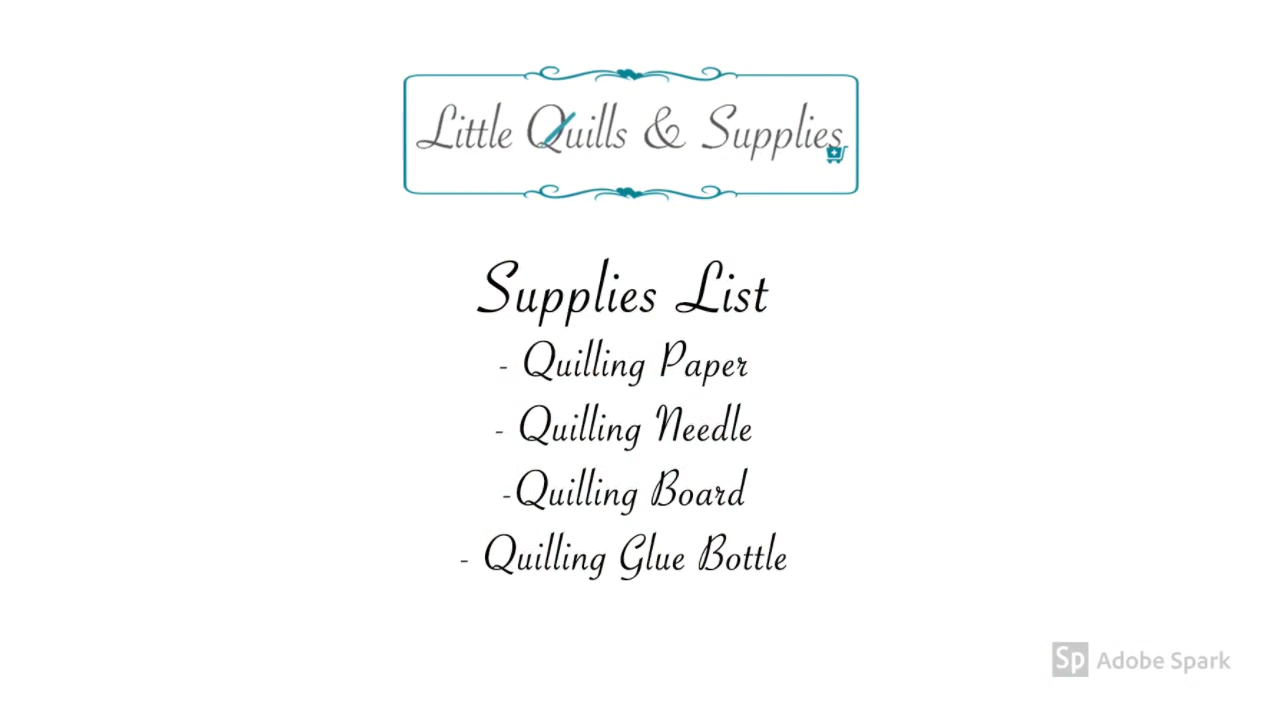 Little Quills & Supplies
Supplies List
- Quilling Paper
- Quilling Needle
-Quilling Board
- Quilling Glue Bottle
Sp Adobe Spark